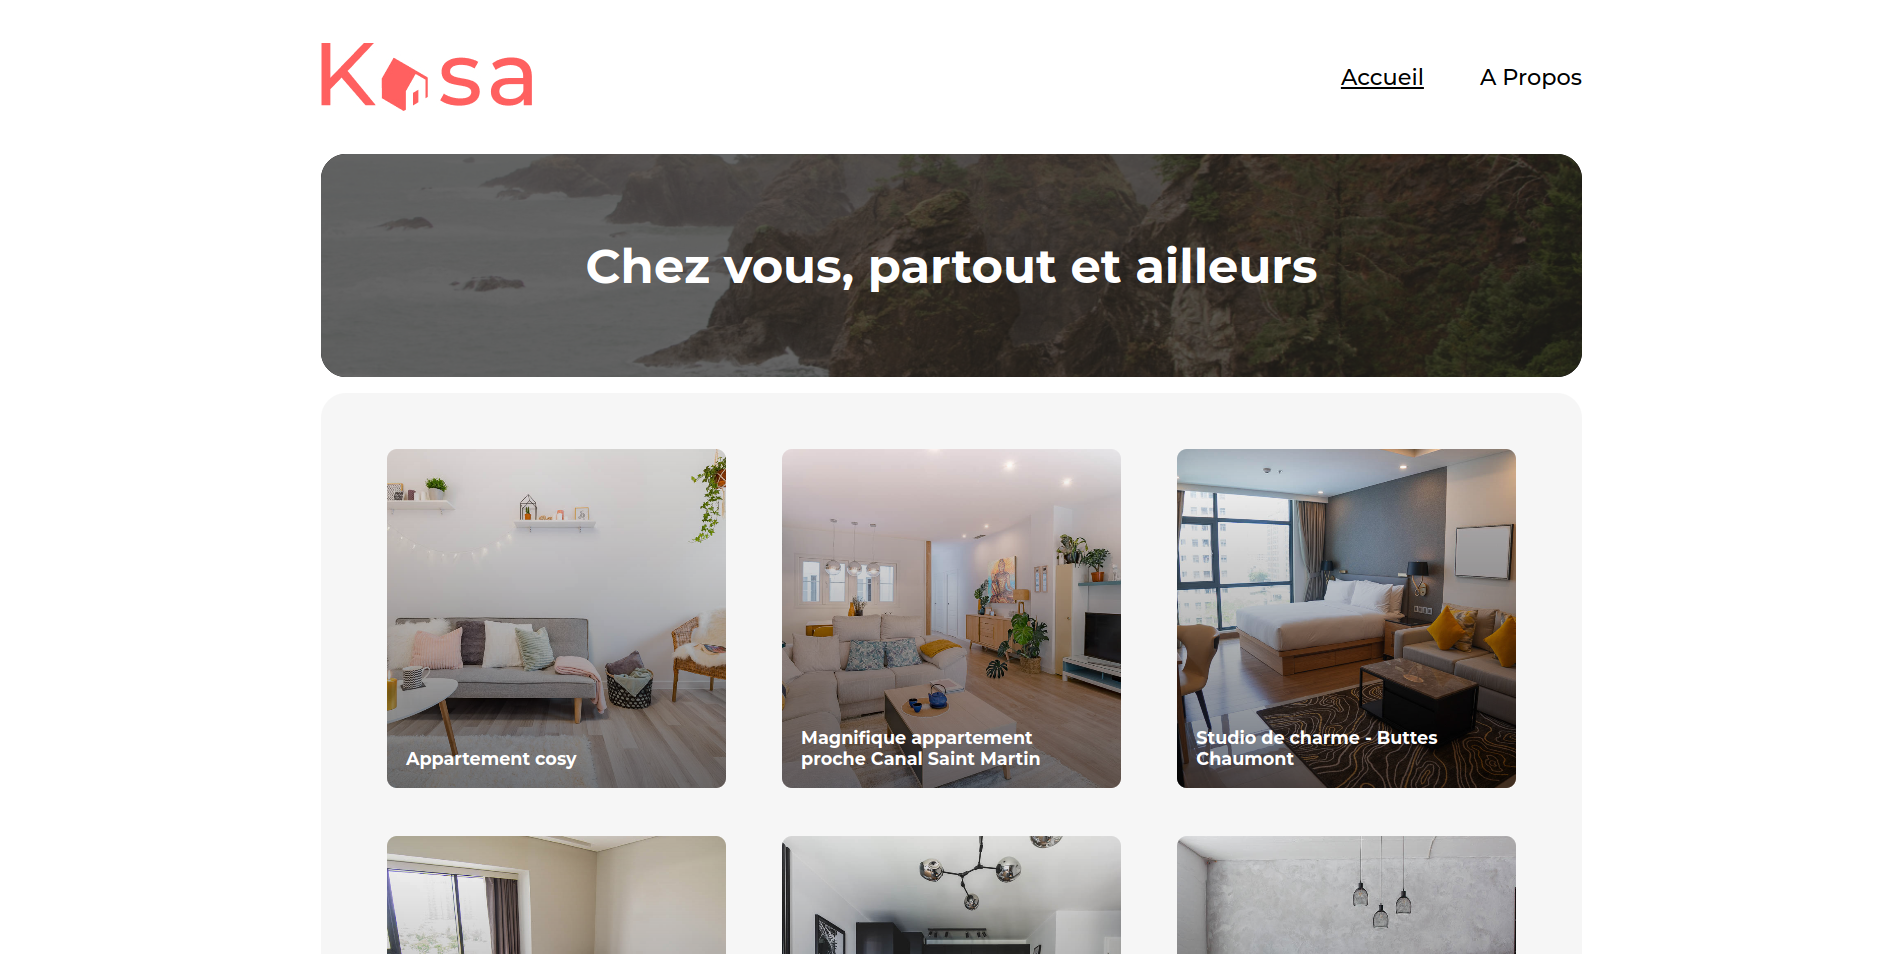 Kasa
Accueil
A Propos
Chez vous, partout et ailleurs
Appartement cosy
Magnifique appartement
proche Canal Saint Martin
Studio de charme - Buttes
Chaumont